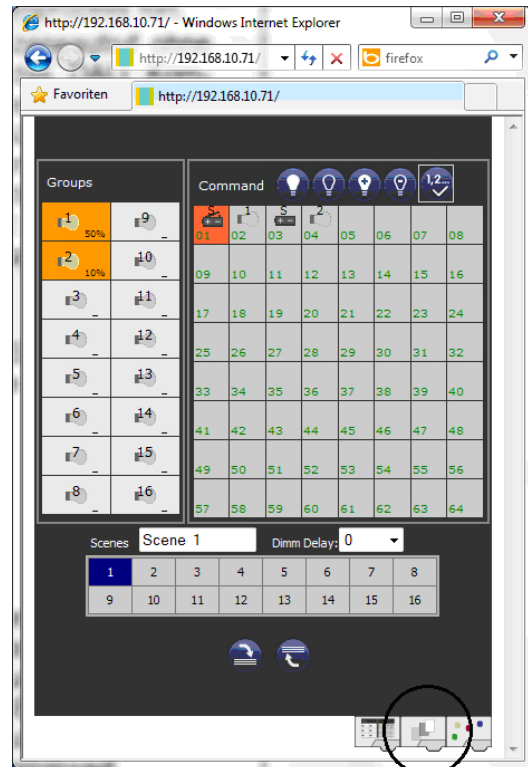 http://192.168.10.71/ - Windows Internet Explorer
http://192.168.10.71/
firefox
Favoriten
http://192.168.10.71/
Groups
Command
1,2...
1 50% 9 _
2 10% 10 _
3 _ 11 _
4 _ 12 _
5 _ 13 _
6 _ 14 _
7 _ 15 _
8 _ 16 _
S 1 S 2
01 02 03 04 05 06 07 08
09 10 11 12 13 14 15 16
17 18 19 20 21 22 23 24
25 26 27 28 29 30 31 32
33 34 35 36 37 38 39 40
41 42 43 44 45 46 47 48
49 50 51 52 53 54 55 56
57 58 59 60 61 62 63 64
Scenes Scene 1 Dimm Delay: 0
1 2 3 4 5 6 7 8
9 10 11 12 13 14 15 16